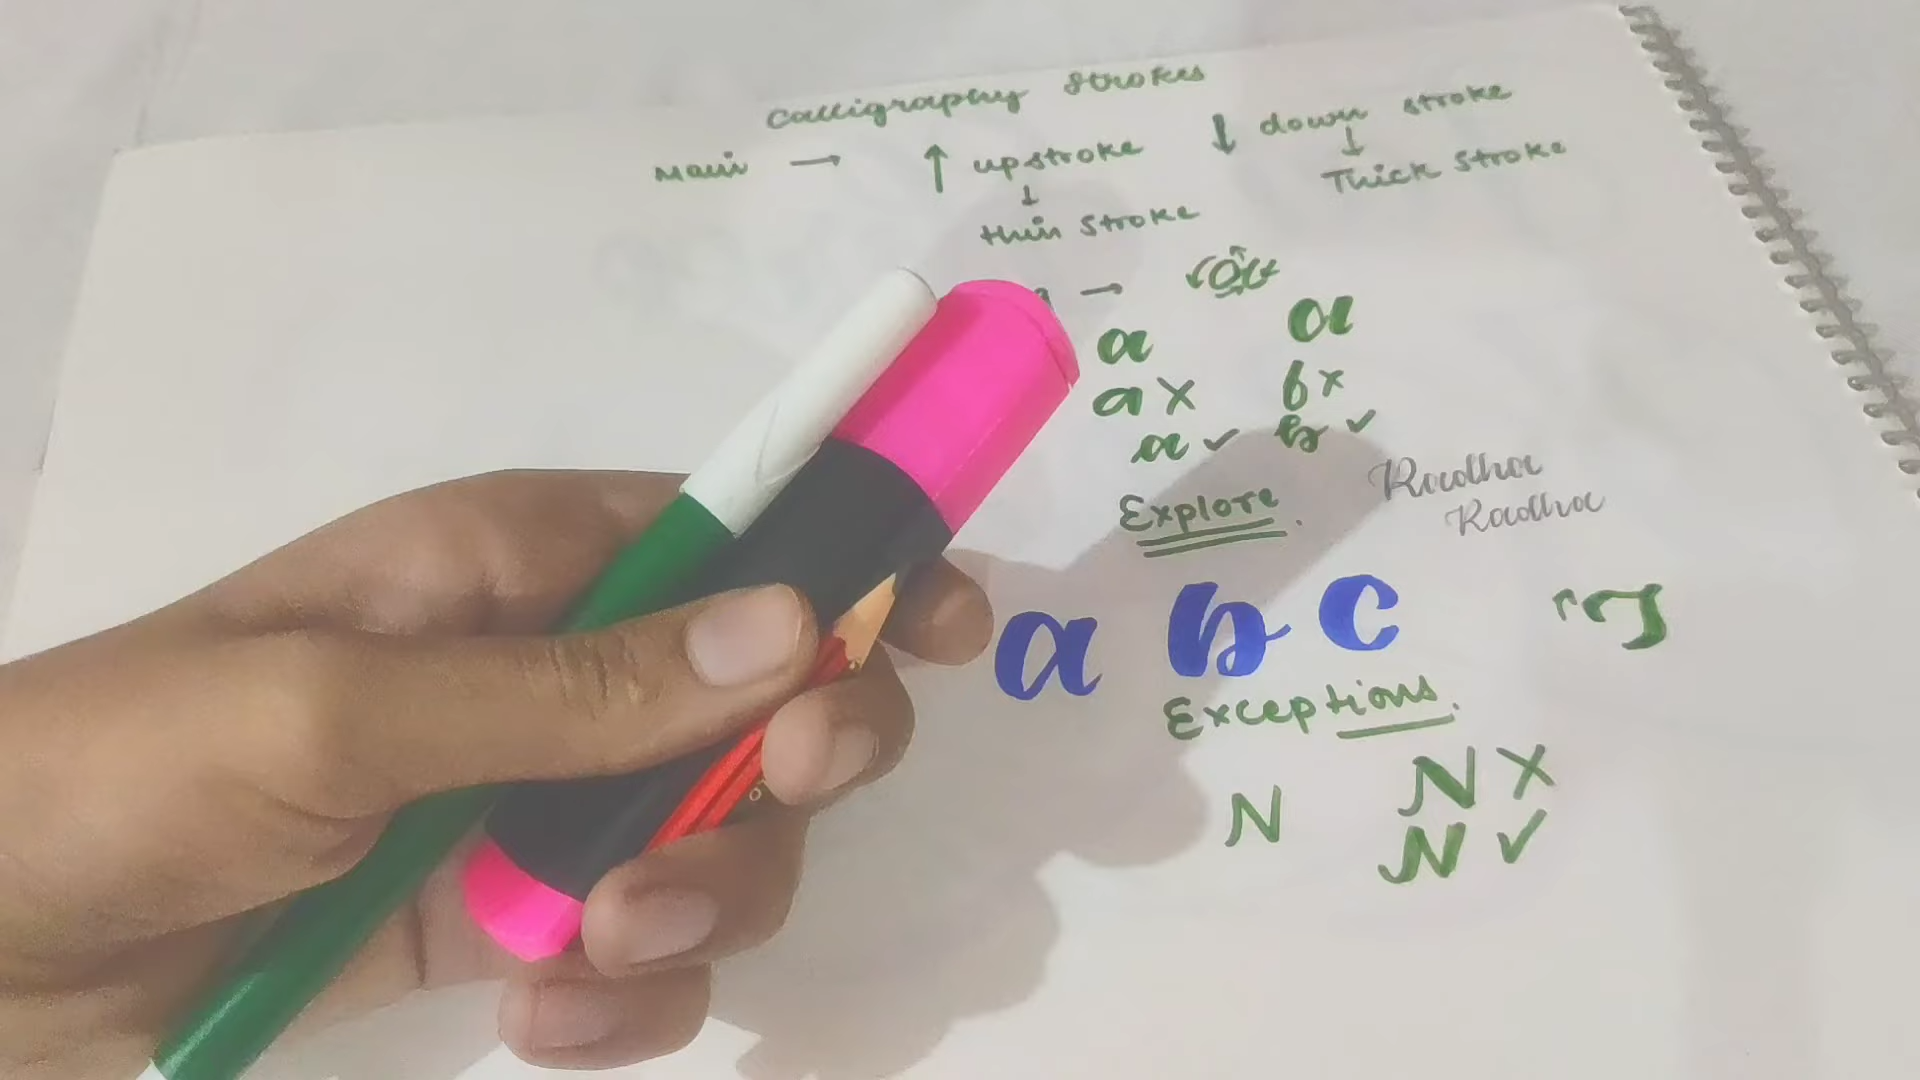 Calligraphy Strokes
Main → ↑ upstroke ↓ down stroke
↓ ↓
thin stroke Thick Stroke
→ a
a a
a x b x
a ✓ b ✓
Explore.
Radha
Radha
a b c
Exceptions.
N N x
N ✓